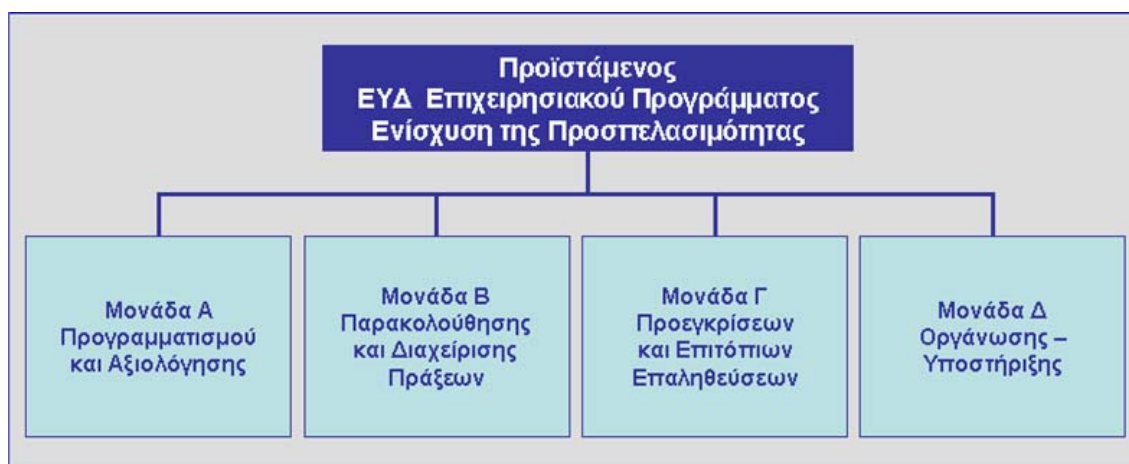 Προϊστάμενος
ΕΥΔ Επιχειρησιακού Προγράμματος
Ενίσχυση της Προσπελασιμότητας
Μονάδα Α
Προγραμματισμού
και Αξιολόγησης
Μονάδα Β
Παρακολούθησης
και Διαχείρισης
Πράξεων
Μονάδα Γ
Προεγκρίσεων
και Επιτόπιων
Επαληθεύσεων
Μονάδα Δ
Οργάνωσης –
Υποστήριξης